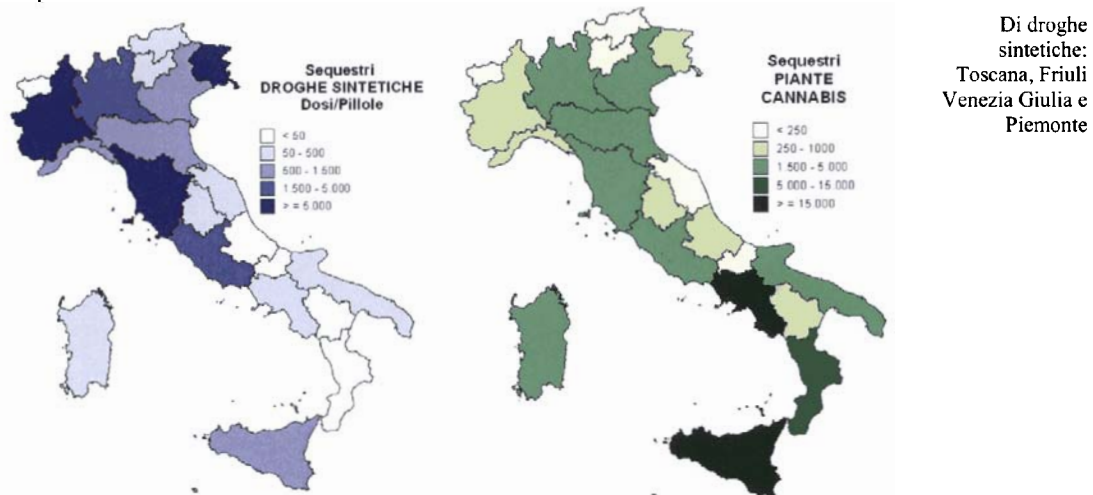 Sequestri
DROGHE SINTETICHE
Dosi/Pillole
< 50
50 - 500
500 - 1.500
1.500 - 5.000
> = 5.000
Sequestri
PIANTE
CANNABIS
< 250
250 - 1000
1.500 - 5 000
5.000 - 15 000
> = 15.000
Di droghe
sintetiche:
Toscana, Friuli
Venezia Giulia e
Piemonte